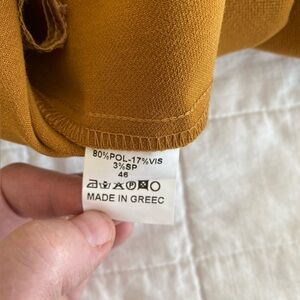 80%POL-17%VIS
3%SP
46
MADE IN GREEC